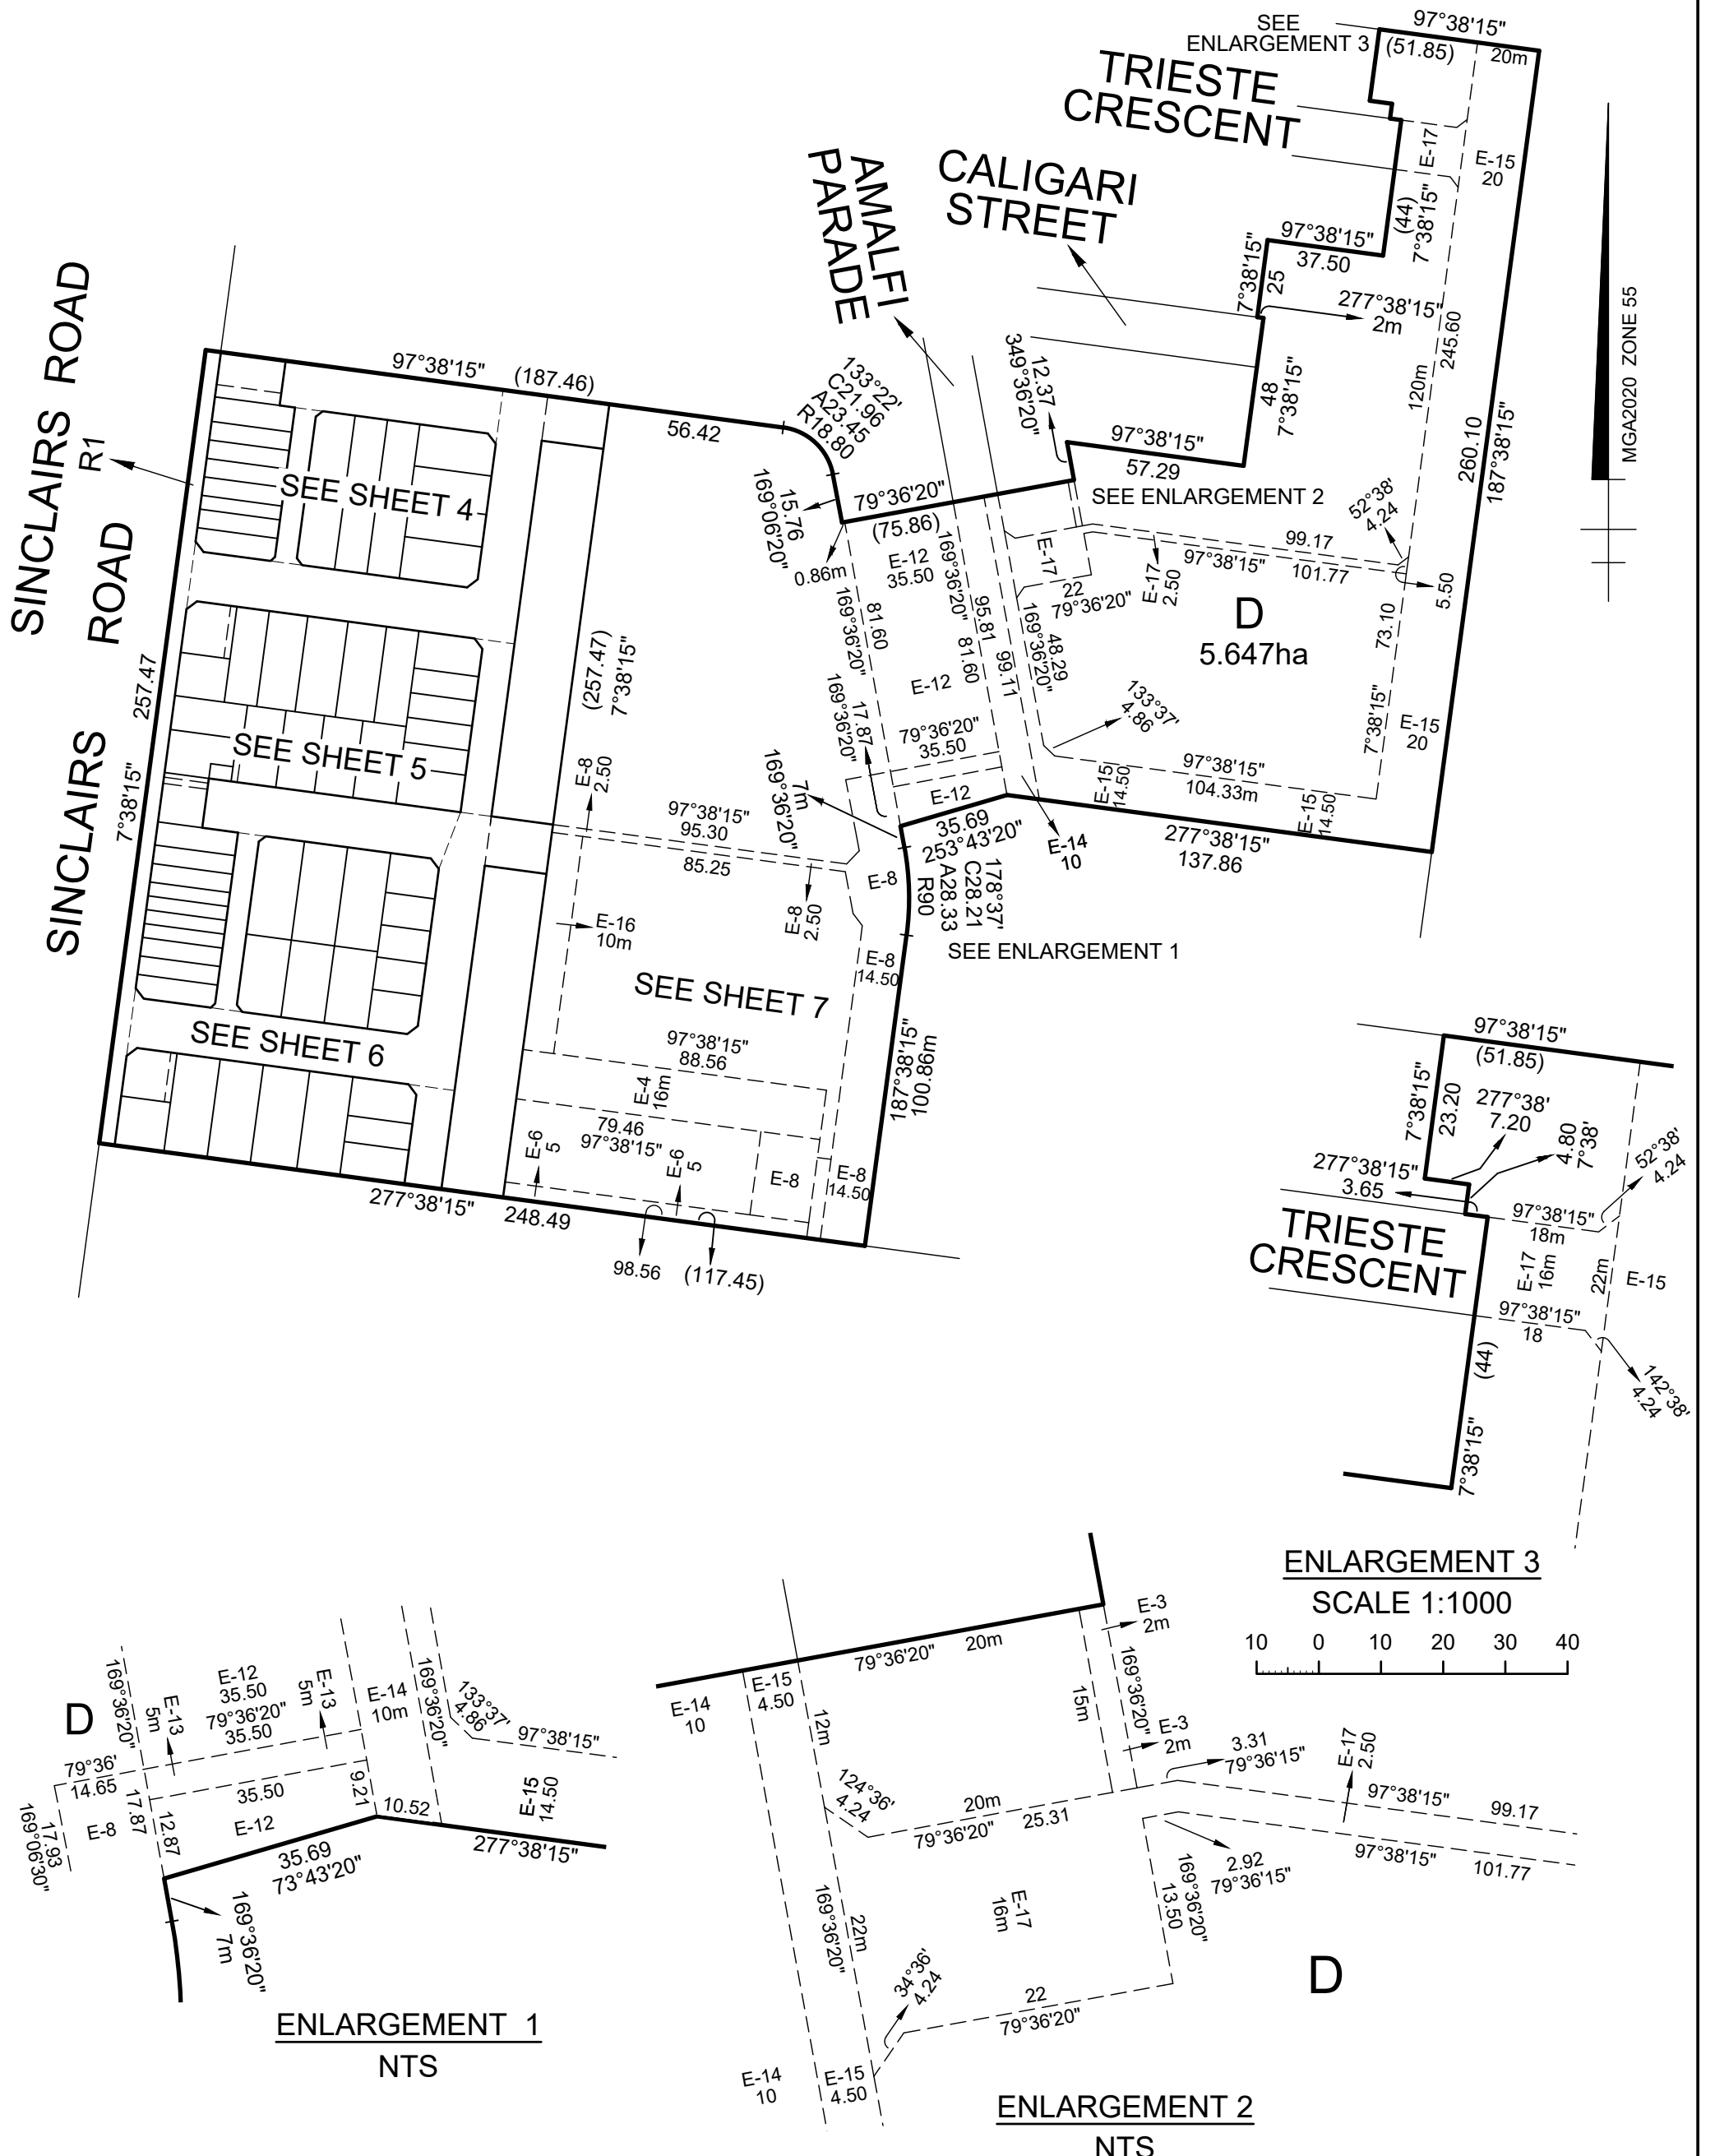 SEE
ENLARGEMENT 3
97°38'15"
(51.85)
20m
TRIESTE
CRESCENT
E-17
E-15
20
(44)
7°38'15"
97°38'15"
37.50
7°38'15"
25
277°38'15"
2m
245.60
120m
260.10
187°38'15"
MGA2020 ZONE 55
AMALFI
PARADE
CALIGARI
STREET
48
7°38'15"
349°36'20"
12.37
97°38'15"
57.29
SEE ENLARGEMENT 2
SINCLAIRS ROAD
R1
ROAD
SINCLAIRS
257.47
7°38'15"
97°38'15"
(187.46)
56.42
133°22'
C21.96
A23.45
R18.80
15.76
169°06'20"
79°36'20"
(75.86)
0.86m
E-12
35.50
169°36'20"
81.60
169°36'20"
95.81
81.60
99.11
E-17
22
79°36'20"
E-17
2.50
99.17
97°38'15"
101.77
52°38'
4.24
5.50
D
5.647ha
73.10
7°38'15"
E-15
20
48.29
169°36'20"
133°37'
4.86
E-15
14.50
97°38'15"
104.33m
E-15
14.50
277°38'15"
137.86
E-14
10
E-12
79°36'20"
35.50
E-12
17.87
169°36'20"
7m
169°36'20"
35.69
253°43'20"
178°37'
C28.21
A28.33
R90
SEE ENLARGEMENT 1
SEE SHEET 4
SEE SHEET 5
SEE SHEET 6
SEE SHEET 7
(257.47)
7°38'15"
E-8
2.50
97°38'15"
95.30
85.25
E-8
2.50
E-8
E-8
14.50
E-16
10m
97°38'15"
88.56
E-4
16m
79.46
97°38'15"
E-6
5
E-6
5
E-8
E-8
14.50
187°38'15"
100.86m
277°38'15"
248.49
98.56
(117.45)
97°38'15"
(51.85)
7°38'15"
23.20
277°38'
7.20
4.80
7°38'
277°38'15"
3.65
52°38'
4.24
97°38'15"
18m
TRIESTE
CRESCENT
E-17
16m
22m
E-15
97°38'15"
18
(44)
142°38'
4.24
7°38'15"
ENLARGEMENT 3
SCALE 1:1000
10 0 10 20 30 40
D
169°36'20"
E-13
5m
E-12
35.50
79°36'20"
35.50
E-13
5m
E-14
10m
169°36'20"
133°37'
4.86
97°38'15"
79°36'
14.65
17.87
35.50
9.21
10.52
E-15
14.50
17.93
169°06'30"
E-8
12.87
E-12
35.69
73°43'20"
277°38'15"
169°36'20"
7m
ENLARGEMENT 1
NTS
79°36'20"
20m
E-3
2m
169°36'20"
E-14
10
E-15
4.50
12m
15m
E-3
2m
3.31
79°36'15"
E-17
2.50
124°36'
4.24
20m
79°36'20"
25.31
97°38'15"
99.17
97°38'15"
101.77
2.92
79°36'15"
169°36'20"
13.50
E-17
16m
169°36'20"
22m
34°36'
4.24
22
79°36'20"
D
E-14
10
E-15
4.50
ENLARGEMENT 2
NTS